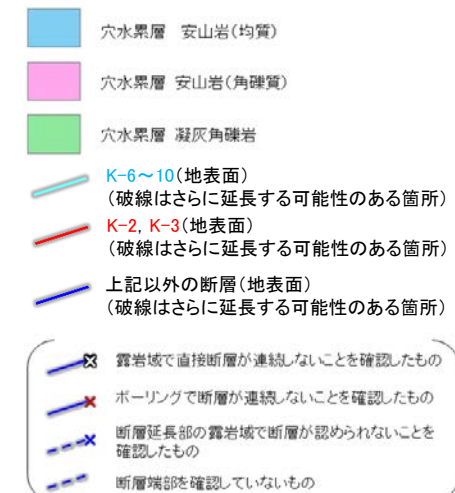 穴水累層　安山岩(均質)
穴水累層 安山岩(角礫質)
穴水累層 凝灰角礫岩
K-6～10(地表面)
(破線はさらに延長する可能性のある箇所)
K-2, K-3(地表面)
(破線はさらに延長する可能性のある箇所)
上記以外の断層(地表面)
(破線はさらに延長する可能性のある箇所)
露岩域で直接断層が連続しないことを確認したもの
ボーリングで断層が連続しないことを確認したもの
断層延長部の露岩域で断層が認められないことを
確認したもの
断層端部を確認していないもの